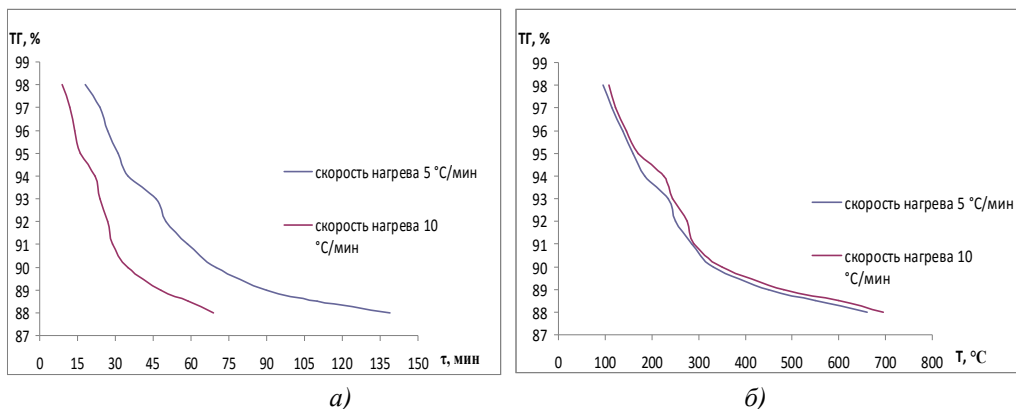 ТГ, %
99
98
97
96
95
94
93
92
91
90
89
88
87
0 15 30 45 60 75 90 105 120 135 150
τ, мин
скорость нагрева 5 °С/мин
скорость нагрева 10
°С/мин
а)
ТГ, %
99
98
97
96
95
94
93
92
91
90
89
88
87
0 100 200 300 400 500 600 700 800
Т, °С
скорость нагрева 5 °С/мин
скорость нагрева 10
°С/мин
б)